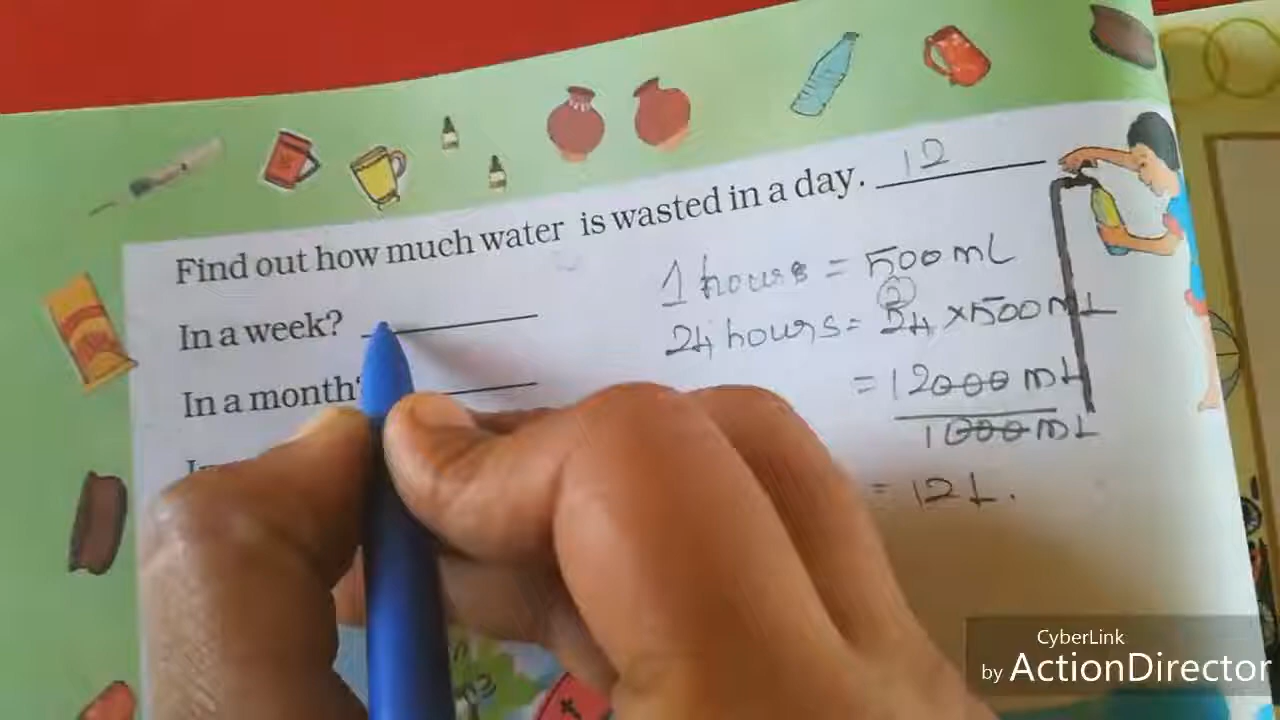 Find out how much water is wasted in a day. 12
1 hours = 500 mL
In a week?
24 hours = 24 x 500 mL
2
In a month?
= 12000 mL
1000 mL
= 12 L.
CyberLink
by ActionDirector